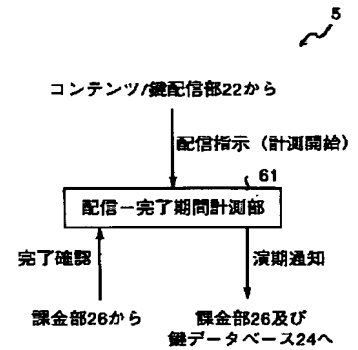 5
コンテンツ/鍵配信部22から
配信指示（計測開始）
61
配信－完了期間計測部
完了確認
演期通知
課金部26から
課金部26及び
鍵データベース24へ